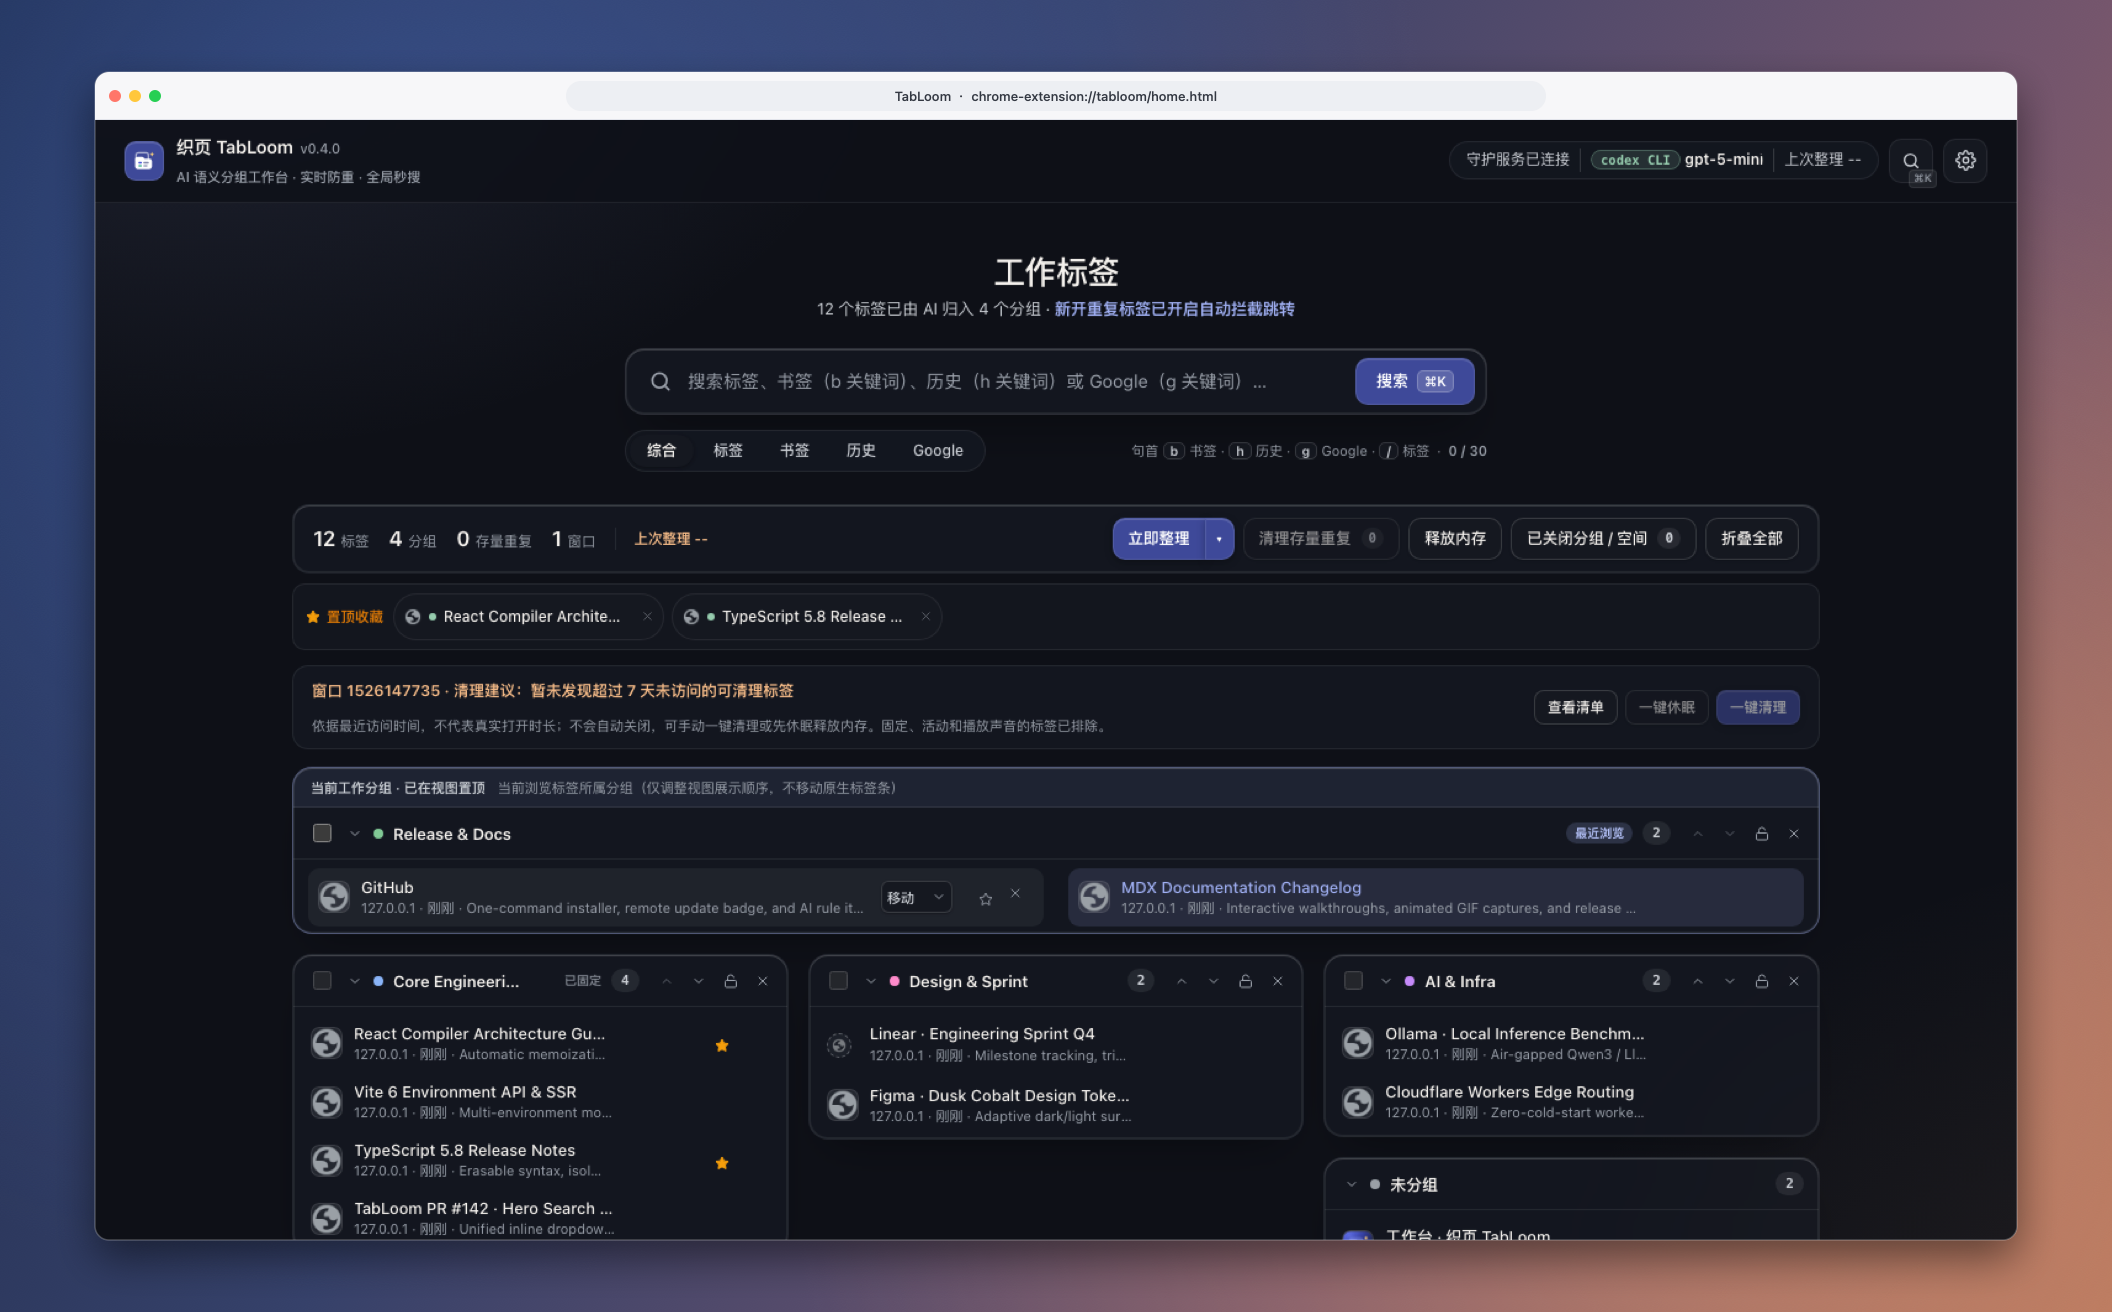 TabLoom · chrome-extension://tabloom/home.html
织页 TabLoom v0.4.0
AI 语义分组工作台 · 实时防重 · 全局秒搜
守护服务已连接 codex CLI gpt-5-mini 上次整理 --
⌘K
工作标签
12 个标签已由 AI 归入 4 个分组 · 新开重复标签已开启自动拦截跳转
搜索标签、书签（b 关键词）、历史（h 关键词）或 Google（g 关键词）...
搜索 ⌘K
综合 标签 书签 历史 Google
句首 b 书签 · h 历史 · g Google · / 标签 · 0 / 30
12 标签 4 分组 0 存量重复 1 窗口 上次整理 --
立即整理 清理存量重复 0 释放内存 已关闭分组 / 空间 0 折叠全部
置顶收藏 React Compiler Archite... TypeScript 5.8 Release ...
窗口 1526147735 · 清理建议：暂未发现超过 7 天未访问的可清理标签
依据最近访问时间，不代表真实打开时长；不会自动关闭，可手动一键清理或先休眠释放内存。固定、活动和播放声音的标签已排除。
查看清单 一键休眠 一键清理
当前工作分组 · 已在视图置顶 当前浏览标签所属分组（仅调整视图展示顺序，不移动原生标签条）
Release & Docs 最近浏览 2
GitHub
127.0.0.1 · 刚刚 · One-command installer, remote update badge, and AI rule it...
移动
MDX Documentation Changelog
127.0.0.1 · 刚刚 · Interactive walkthroughs, animated GIF captures, and release ...
Core Engineeri... 已固定 4
React Compiler Architecture Gu...
127.0.0.1 · 刚刚 · Automatic memoizati...
Vite 6 Environment API & SSR
127.0.0.1 · 刚刚 · Multi-environment mo...
TypeScript 5.8 Release Notes
127.0.0.1 · 刚刚 · Erasable syntax, isol...
TabLoom PR #142 · Hero Search ...
127.0.0.1 · 刚刚 · Unified inline dropdow...
Design & Sprint 2
Linear · Engineering Sprint Q4
127.0.0.1 · 刚刚 · Milestone tracking, tri...
Figma · Dusk Cobalt Design Toke...
127.0.0.1 · 刚刚 · Adaptive dark/light sur...
AI & Infra 2
Ollama · Local Inference Benchm...
127.0.0.1 · 刚刚 · Air-gapped Qwen3 / Ll...
Cloudflare Workers Edge Routing
127.0.0.1 · 刚刚 · Zero-cold-start worke...
未分组 2
工作台 · 织页 TabLoom